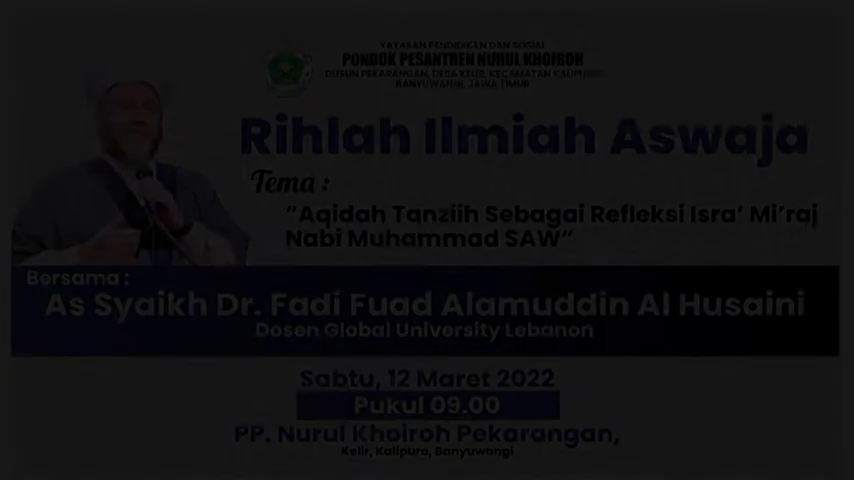 YAYASAN PENDIDIKAN DAN SOSIAL
PONDOK PESANTREN NURUL KHOIROH
DUSUN PEKARANGAN, DESA KELIR, KECAMATAN KALIPURO
BANYUWANGI, JAWA TIMUR
Rihlah Ilmiah Aswaja
Tema :
"Aqidah Tanziih Sebagai Refleksi Isra' Mi'raj
Nabi Muhammad SAW"
Bersama :
As Syaikh Dr. Fadi Fuad Alamuddin Al Husaini
Dosen Global University Lebanon
Sabtu, 12 Maret 2022
Pukul 09.00
PP. Nurul Khoiroh Pekarangan,
Kelir, Kalipuro, Banyuwangi